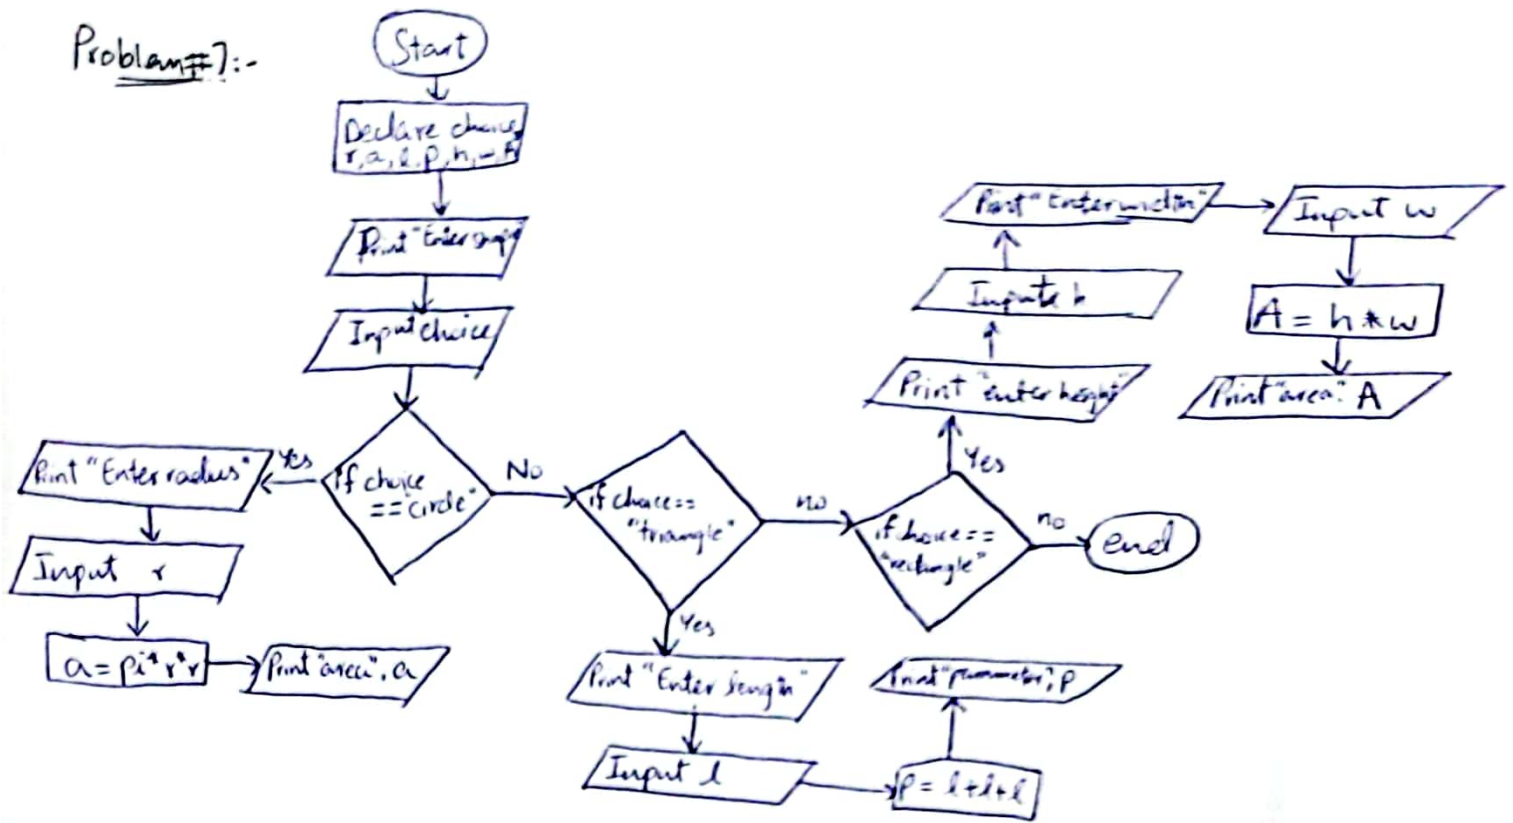 Problem#7:-
Start
Declare choice,
r, a, l, p, h, w, A
Print "Enter shape"
Input choice
if choice
==circle"
Yes
Print "Enter radius"
Input r
a = pi* r*r
Print "area", a
No
if choice==
"triangle"
Yes
Print "Enter length"
Input l
P = l+l+l
Print "parameter", p
no
if choice==
"rectangle"
Yes
Print "enter height"
Inpute h
Print "Enter width"
Input w
A = h * w
Print "area". A
no
end